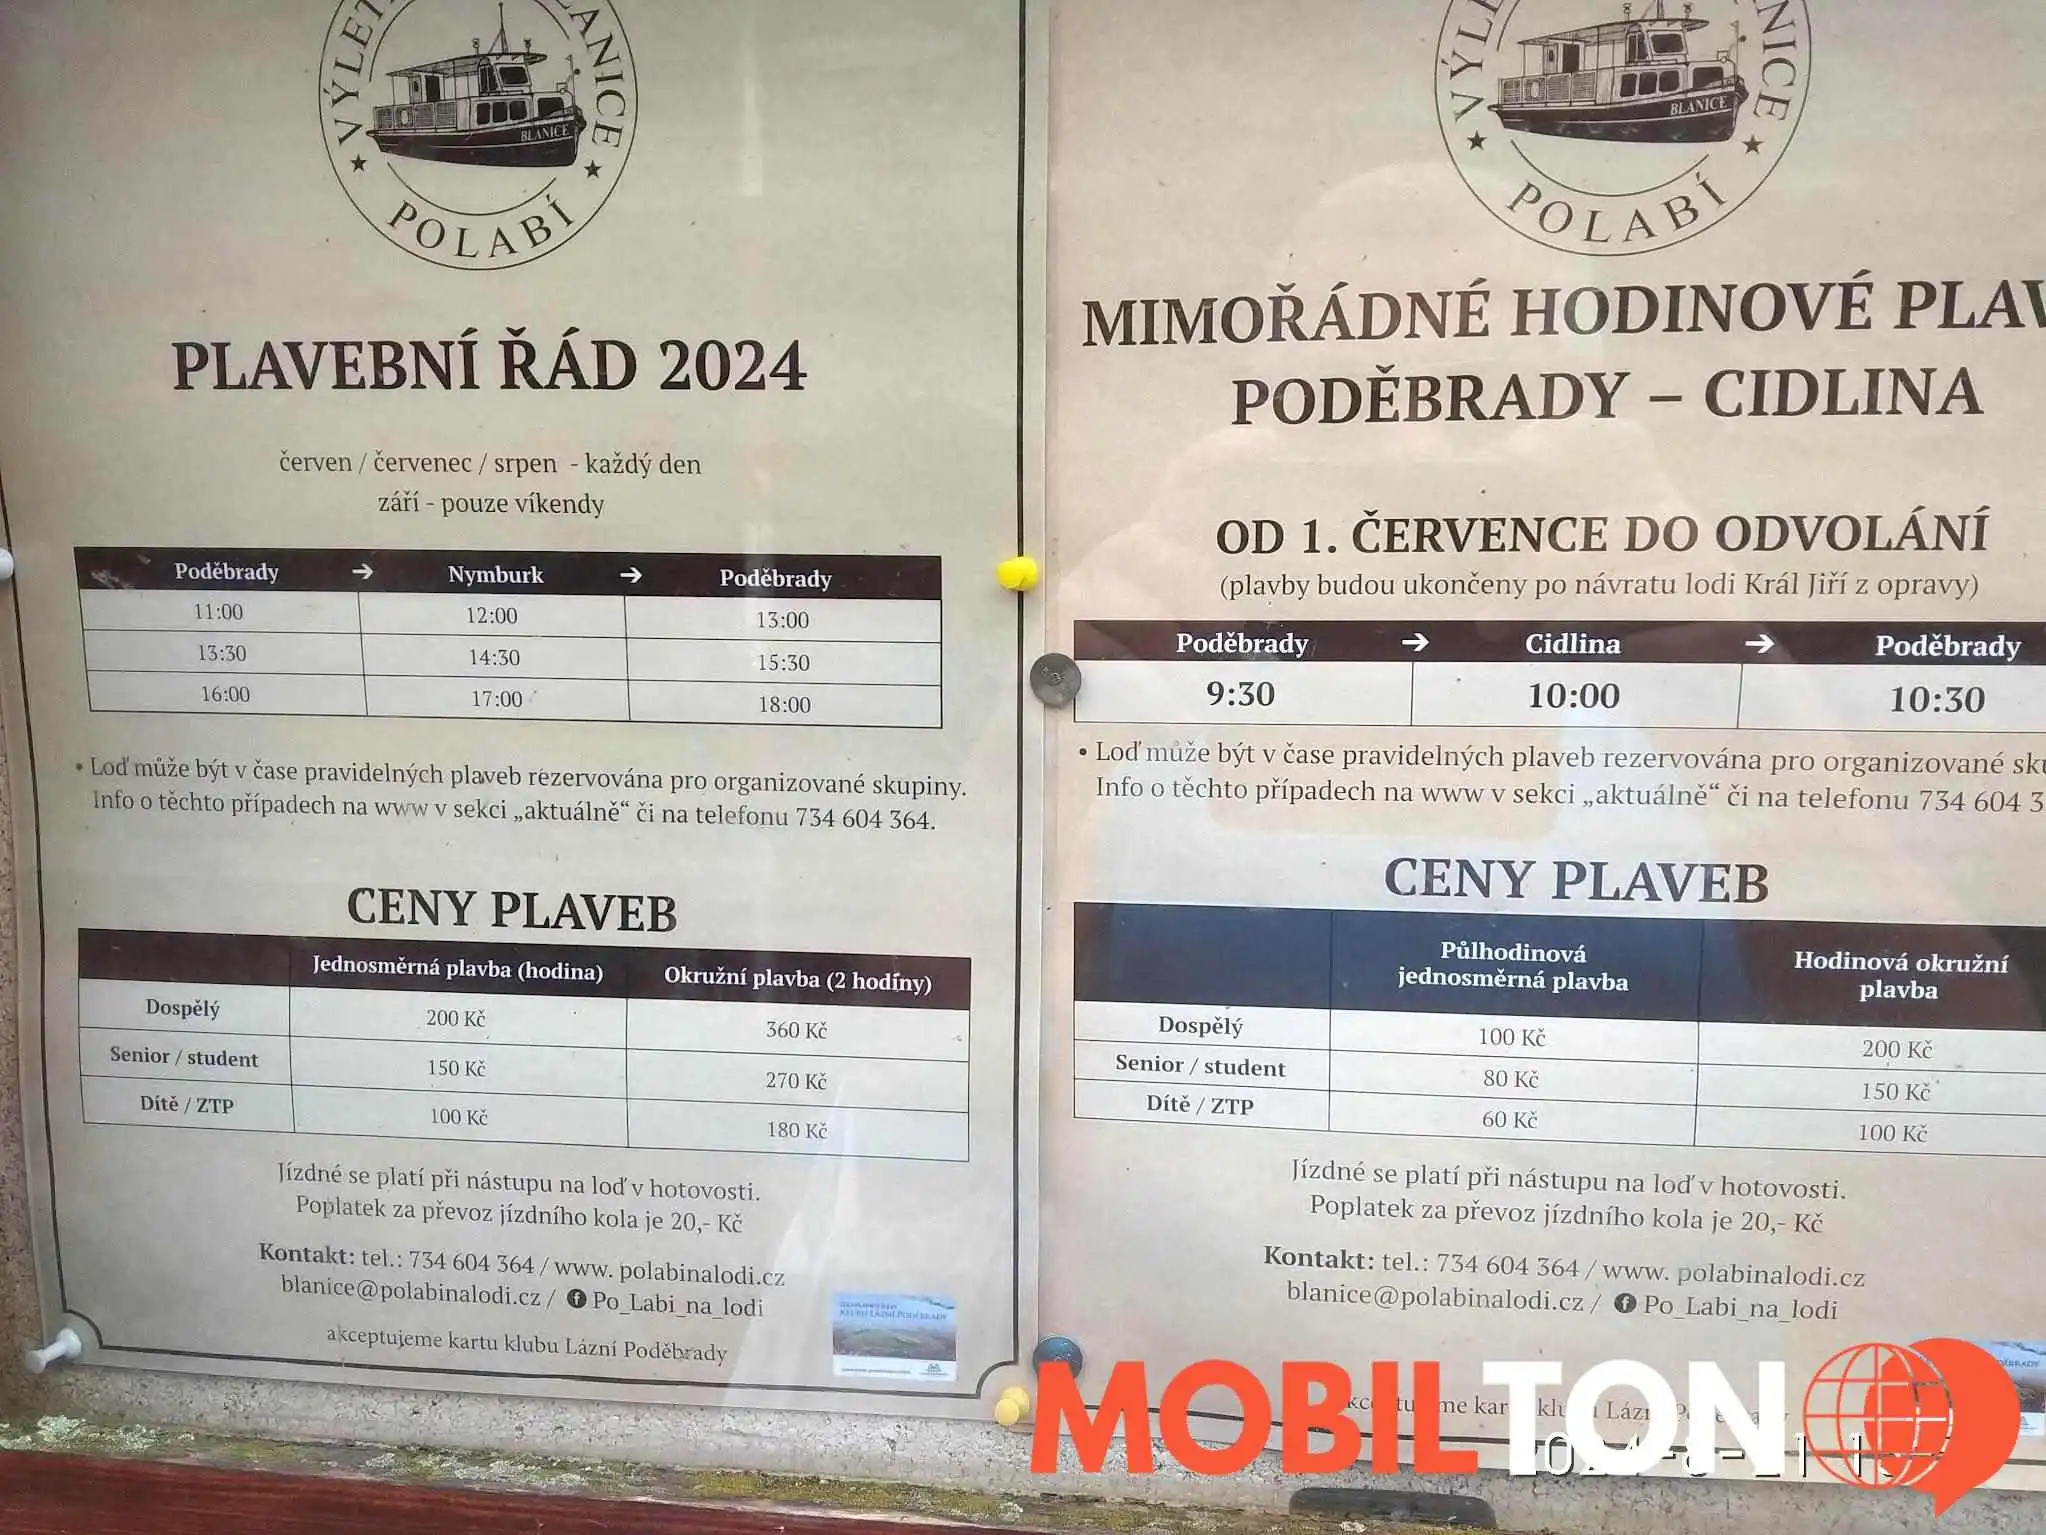 VÝLET LANICE
BLANICE
POLABÍ
PLAVEBNÍ ŘÁD 2024
červen / červenec / srpen - každý den
září - pouze víkendy
Poděbrady → Nymburk → Poděbrady
11:00 12:00 13:00
13:30 14:30 15:30
16:00 17:00 18:00
• Loď může být v čase pravidelných plaveb rezervována pro organizované skupiny.
Info o těchto případech na www v sekci „aktuálně“ či na telefonu 734 604 364.
CENY PLAVEB
Jednosměrná plavba (hodina) Okružní plavba (2 hodiny)
Dospělý 200 Kč 360 Kč
Senior / student 150 Kč 270 Kč
Dítě / ZTP 100 Kč 180 Kč
Jízdné se platí při nástupu na loď v hotovosti.
Poplatek za převoz jízdního kola je 20,- Kč
Kontakt: tel.: 734 604 364 / www. polabinalodi.cz
blanice@polabinalodi.cz / Po_Labi_na_lodi
akceptujeme kartu klubu Lázní Poděbrady
KLUBU LÁZNÍ PODĚBRADY
VÝLE NICE
BLANICE
POLABÍ
MIMOŘÁDNÉ HODINOVÉ PLAV
PODĚBRADY – CIDLINA
OD 1. ČERVENCE DO ODVOLÁNÍ
(plavby budou ukončeny po návratu lodi Král Jiří z opravy)
Poděbrady → Cidlina → Poděbrady
9:30 10:00 10:30
• Loď může být v čase pravidelných plaveb rezervována pro organizované sku
Info o těchto případech na www v sekci „aktuálně“ či na telefonu 734 604 3
CENY PLAVEB
Půlhodinová
jednosměrná plavba
Hodinová okružní
plavba
Dospělý 100 Kč 200 Kč
Senior / student 80 Kč 150 Kč
Dítě / ZTP 60 Kč 100 Kč
Jízdné se platí při nástupu na loď v hotovosti.
Poplatek za převoz jízdního kola je 20,- Kč
Kontakt: tel.: 734 604 364 / www. polabinalodi.cz
blanice@polabinalodi.cz / Po_Labi_na_lodi
MOBILTON